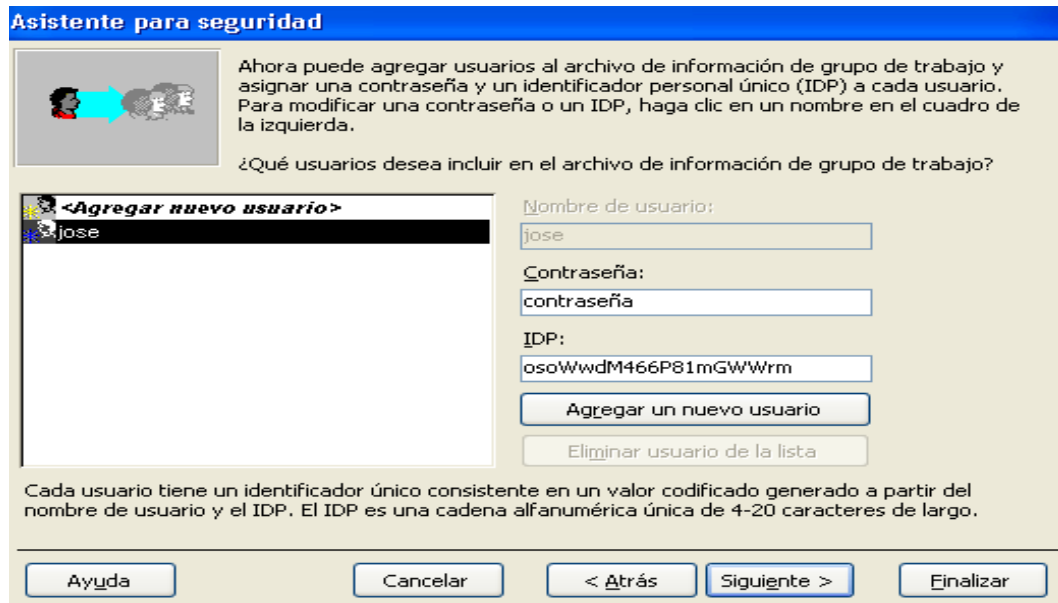 Asistente para seguridad
Ahora puede agregar usuarios al archivo de información de grupo de trabajo y
asignar una contraseña y un identificador personal único (IDP) a cada usuario.
Para modificar una contraseña o un IDP, haga clic en un nombre en el cuadro de
la izquierda.
¿Qué usuarios desea incluir en el archivo de información de grupo de trabajo?
<Agregar nuevo usuario>
jose
Nombre de usuario:
jose
Contraseña:
contraseña
IDP:
osoWwdM466P81mGWWrm
Agregar un nuevo usuario
Eliminar usuario de la lista
Cada usuario tiene un identificador único consistente en un valor codificado generado a partir del
nombre de usuario y el IDP. El IDP es una cadena alfanumérica única de 4-20 caracteres de largo.
Ayuda
Cancelar
< Atrás
Siguiente >
Finalizar